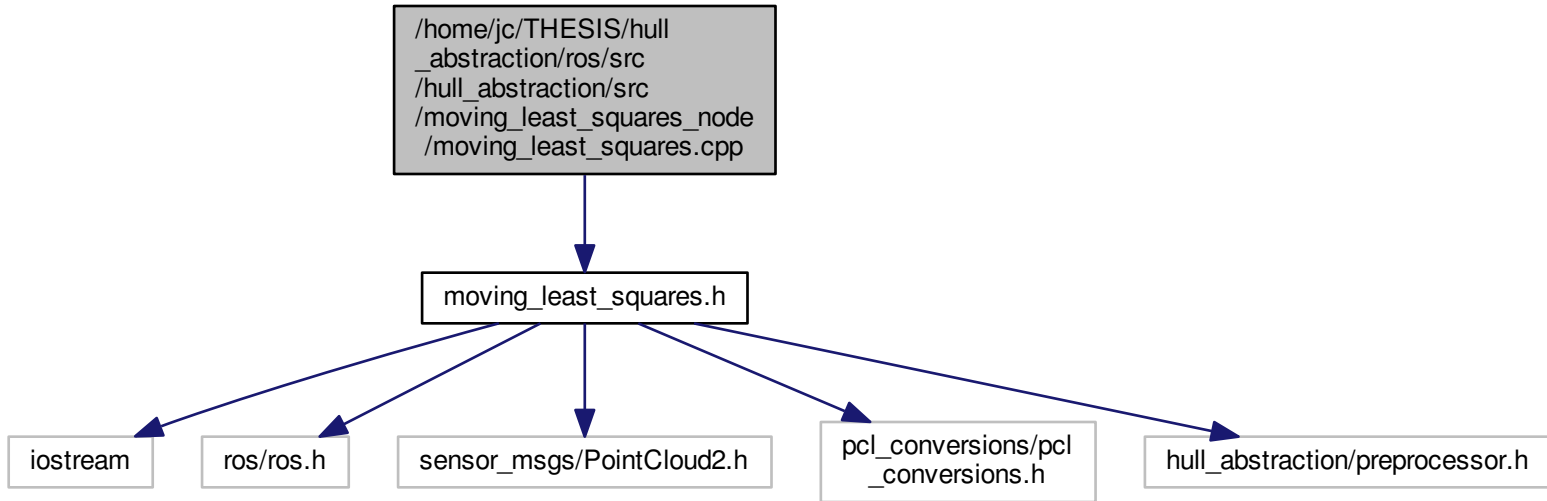 /home/jc/THESIS/hull
_abstraction/ros/src
/hull_abstraction/src
/moving_least_squares_node
/moving_least_squares.cpp
moving_least_squares.h
iostream
ros/ros.h
sensor_msgs/PointCloud2.h
pcl_conversions/pcl
_conversions.h
hull_abstraction/preprocessor.h